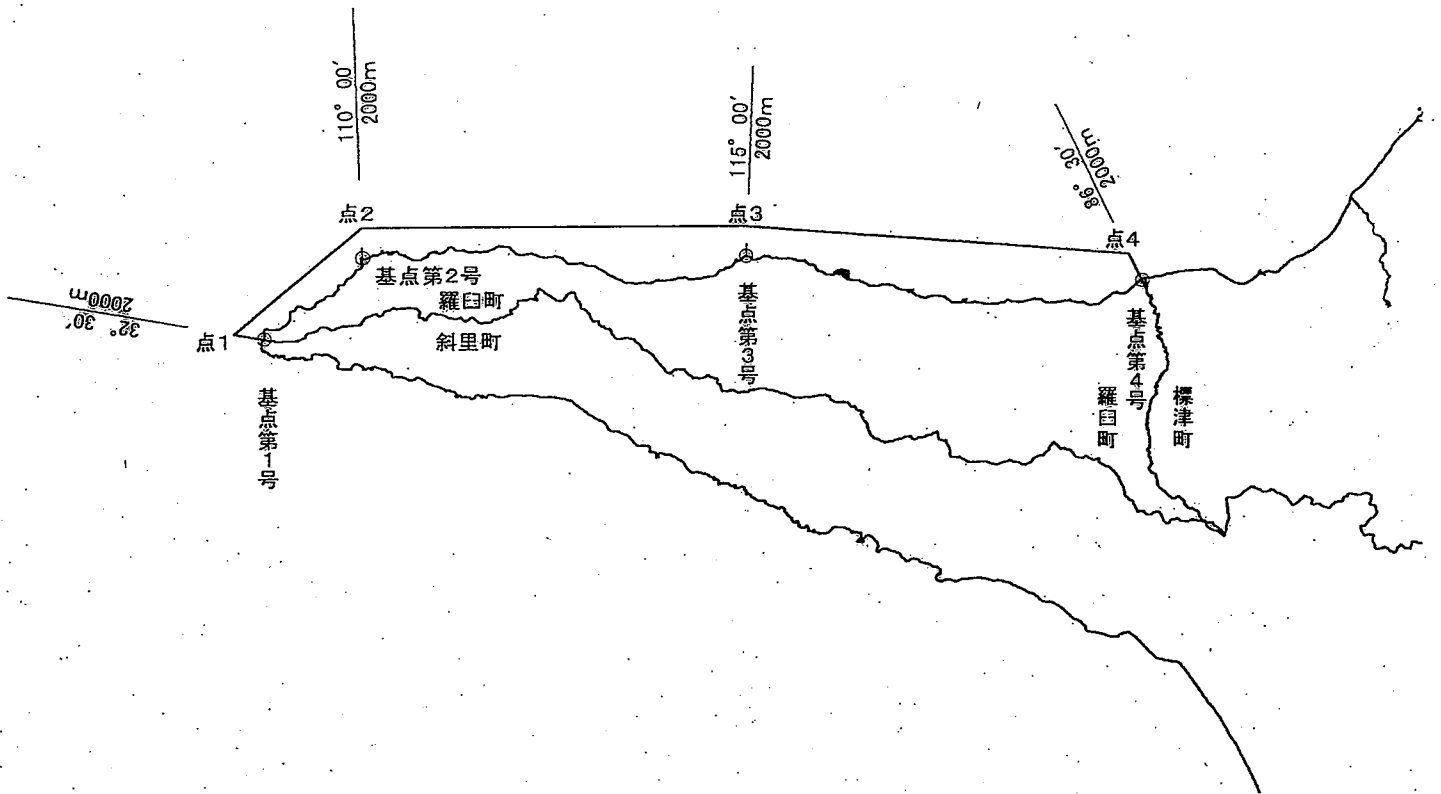 110° 00′
2000m
115° 00′
2000m
86° 30′
2000m
点2
点3
点4
基点第2号
羅臼町
斜里町
32° 30′
2000m
点1
基点第1号
基点第3号
基点第4号
羅臼町
標津町